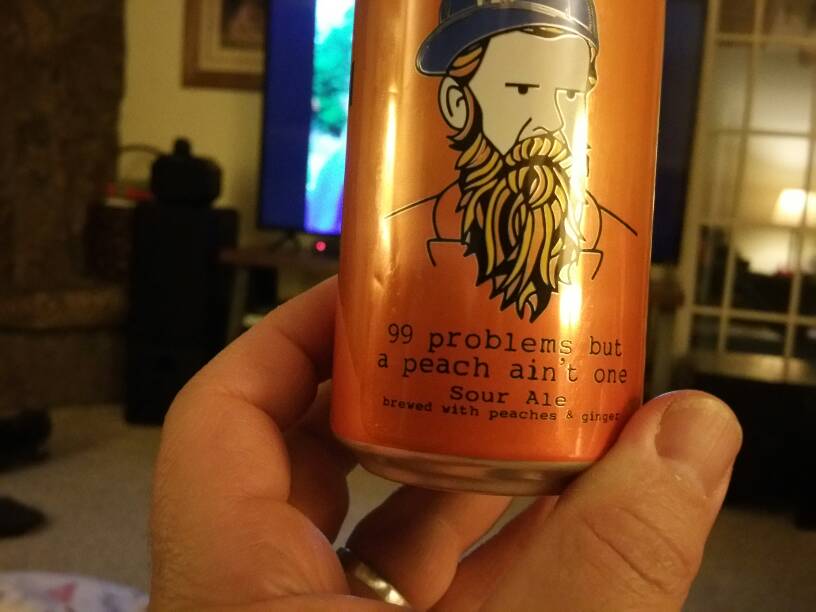 99 problems but
a peach ain't one
Sour Ale
brewed with peaches & ginger